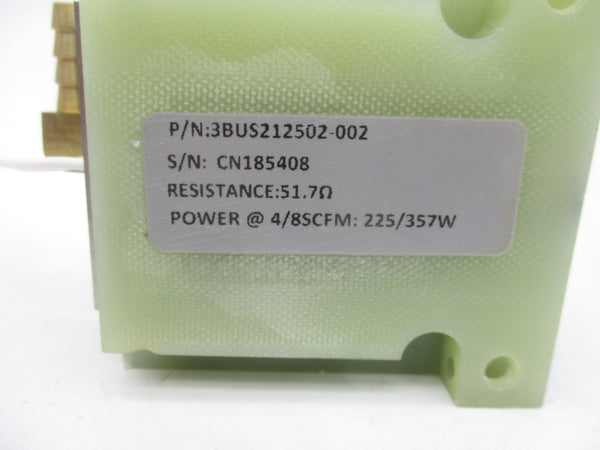 P/N:3BUS212502-002
S/N: CN185408
RESISTANCE:51.7Ω
POWER @ 4/8SCFM: 225/357W